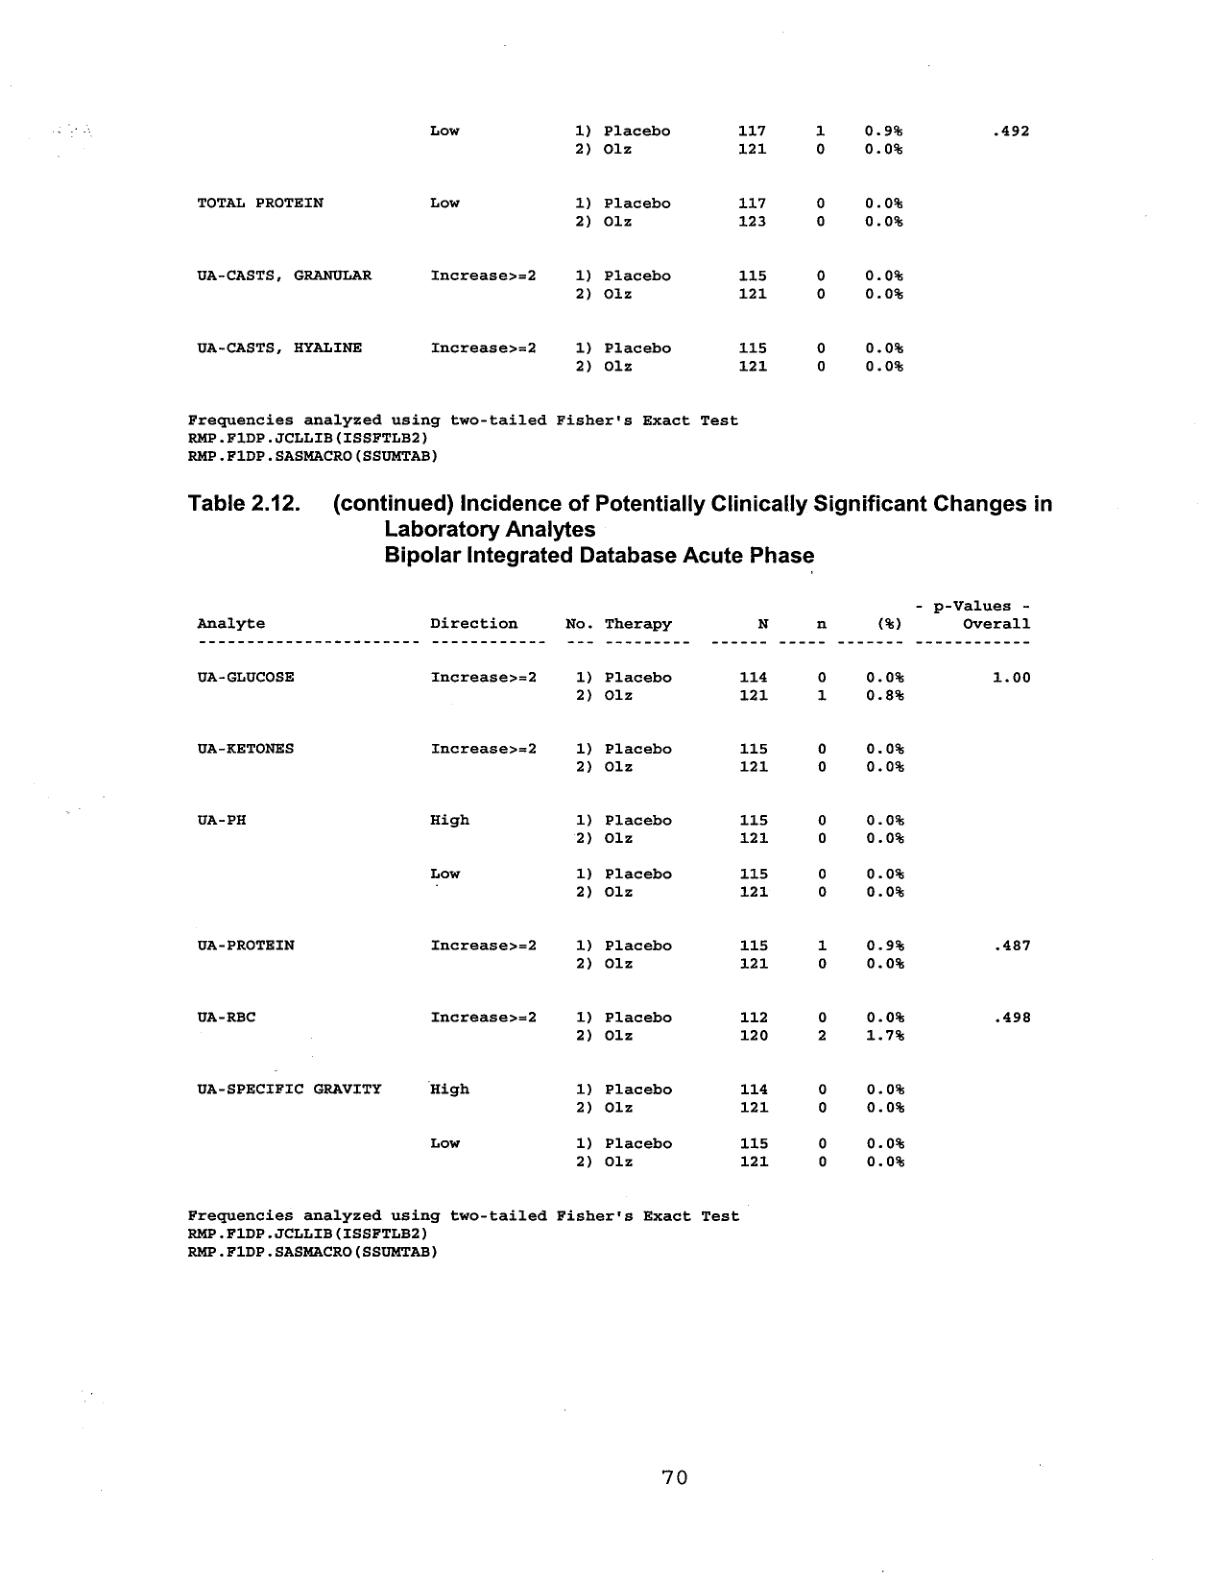 Low 1) Placebo 117 1 0.9% .492
2) Olz 121 0 0.0%
TOTAL PROTEIN Low 1) Placebo 117 0 0.0%
2) Olz 123 0 0.0%
UA-CASTS, GRANULAR Increase>=2 1) Placebo 115 0 0.0%
2) Olz 121 0 0.0%
UA-CASTS, HYALINE Increase>=2 1) Placebo 115 0 0.0%
2) Olz 121 0 0.0%
Frequencies analyzed using two-tailed Fisher's Exact Test
RMP.F1DP.JCLLIB(ISSFTLB2)
RMP.F1DP.SASMACRO(SSUMTAB)
Table 2.12. (continued) Incidence of Potentially Clinically Significant Changes in
Laboratory Analytes
Bipolar Integrated Database Acute Phase
- p-Values -
Analyte Direction No. Therapy N n (%) Overall
----------------------- ------------ --- --------- ------ ----- ------- ------------
UA-GLUCOSE Increase>=2 1) Placebo 114 0 0.0% 1.00
2) Olz 121 1 0.8%
UA-KETONES Increase>=2 1) Placebo 115 0 0.0%
2) Olz 121 0 0.0%
UA-PH High 1) Placebo 115 0 0.0%
2) Olz 121 0 0.0%
Low 1) Placebo 115 0 0.0%
2) Olz 121 0 0.0%
UA-PROTEIN Increase>=2 1) Placebo 115 1 0.9% .487
2) Olz 121 0 0.0%
UA-RBC Increase>=2 1) Placebo 112 0 0.0% .498
2) Olz 120 2 1.7%
UA-SPECIFIC GRAVITY High 1) Placebo 114 0 0.0%
2) Olz 121 0 0.0%
Low 1) Placebo 115 0 0.0%
2) Olz 121 0 0.0%
Frequencies analyzed using two-tailed Fisher's Exact Test
RMP.F1DP.JCLLIB(ISSFTLB2)
RMP.F1DP.SASMACRO(SSUMTAB)
70